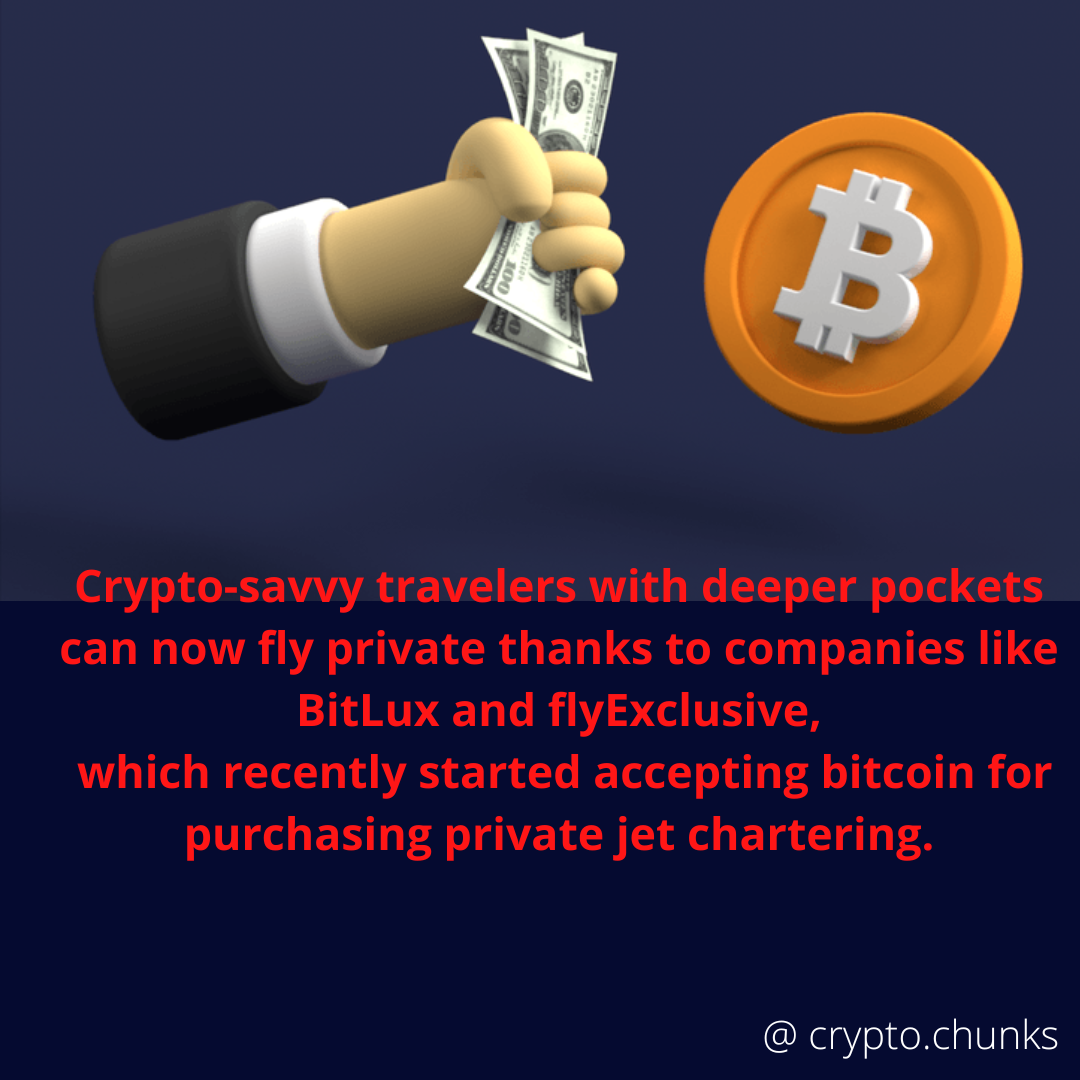 Crypto-savvy travelers with deeper pockets
can now fly private thanks to companies like
BitLux and flyExclusive,
which recently started accepting bitcoin for
purchasing private jet chartering.
@ crypto.chunks